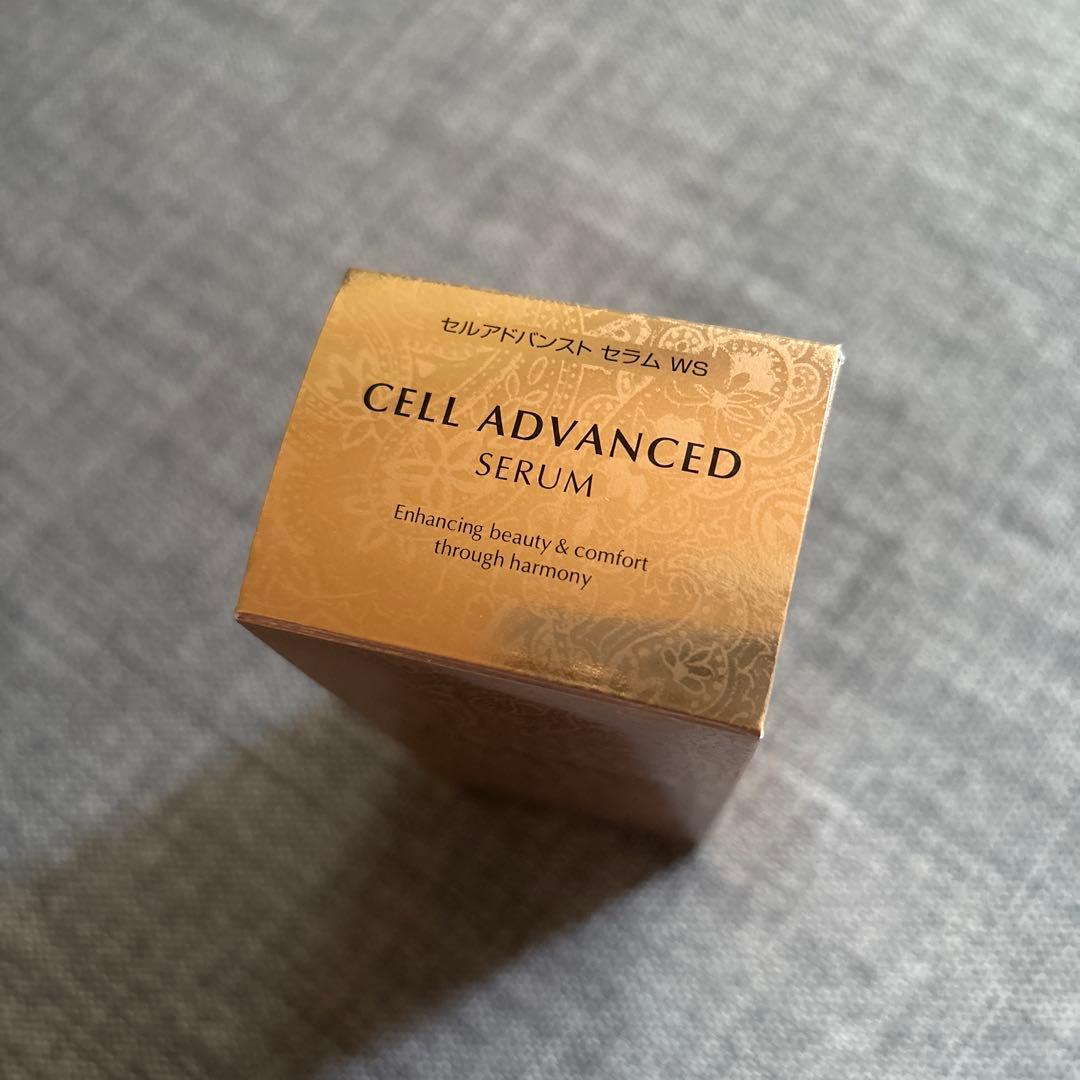 セルアドバンスト セラム WS
CELL ADVANCED
SERUM
Enhancing beauty & comfort
through harmony